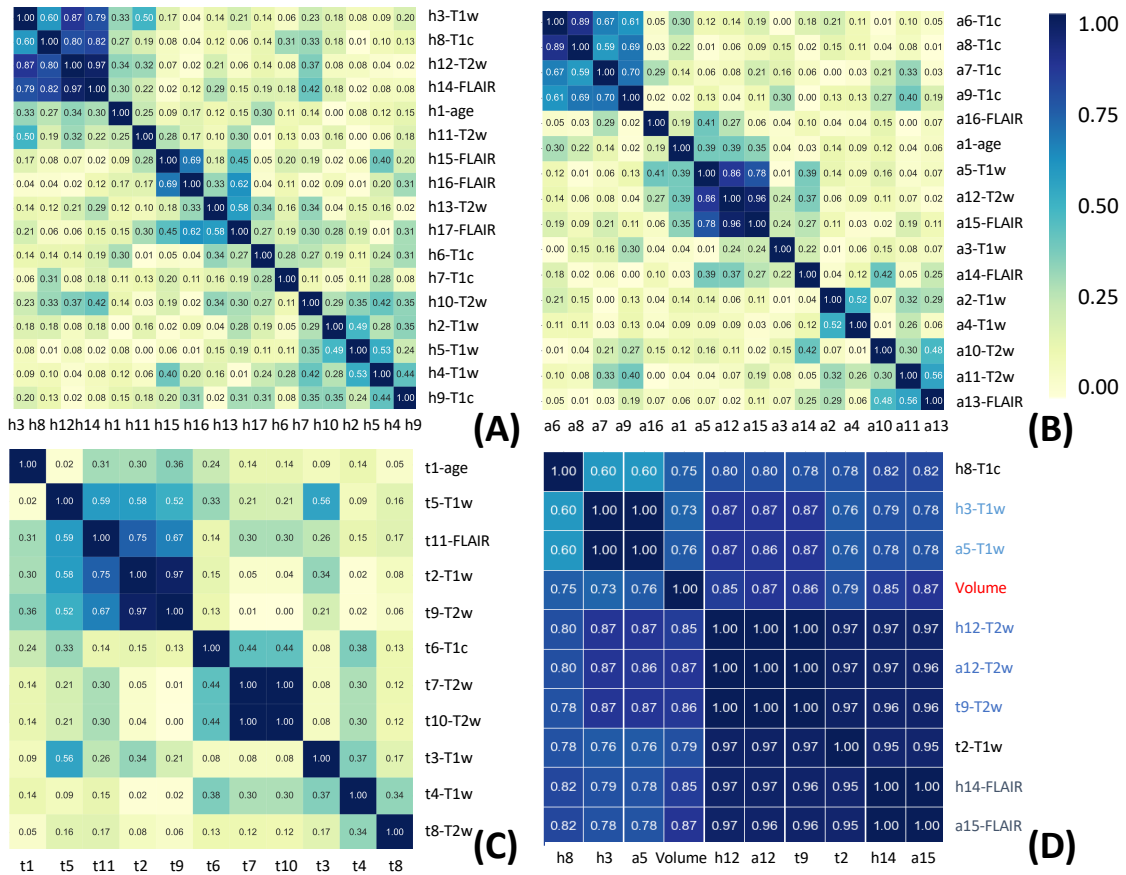 1.00 0.60 0.87 0.79 0.33 0.50 0.17 0.04 0.14 0.21 0.14 0.06 0.23 0.18 0.08 0.09 0.20 h3-T1w
0.60 1.00 0.80 0.82 0.27 0.19 0.08 0.04 0.12 0.06 0.14 0.31 0.33 0.18 0.01 0.10 0.13 h8-T1c
0.87 0.80 1.00 0.97 0.34 0.32 0.07 0.02 0.21 0.06 0.14 0.08 0.37 0.08 0.08 0.04 0.02 h12-T2w
0.79 0.82 0.97 1.00 0.30 0.22 0.02 0.12 0.29 0.15 0.19 0.18 0.42 0.18 0.02 0.08 0.08 h14-FLAIR
0.33 0.27 0.34 0.30 1.00 0.25 0.09 0.17 0.12 0.21 0.30 0.11 0.14 0.00 0.08 0.12 0.15 h1-age
0.50 0.19 0.32 0.22 0.25 1.00 0.28 0.17 0.10 0.30 0.01 0.13 0.03 0.16 0.00 0.06 0.18 h11-T2w
0.17 0.08 0.07 0.02 0.09 0.28 1.00 0.69 0.18 0.45 0.05 0.20 0.19 0.02 0.06 0.40 0.20 h15-FLAIR
0.04 0.04 0.02 0.12 0.17 0.17 0.69 1.00 0.33 0.62 0.04 0.11 0.02 0.09 0.01 0.20 0.31 h16-FLAIR
0.14 0.12 0.21 0.29 0.12 0.10 0.18 0.33 1.00 0.58 0.34 0.16 0.34 0.04 0.15 0.16 0.02 h13-T2w
0.21 0.06 0.06 0.15 0.21 0.30 0.45 0.62 0.58 1.00 0.27 0.18 0.30 0.28 0.19 0.01 0.31 h17-FLAIR
0.14 0.14 0.14 0.19 0.30 0.01 0.05 0.04 0.34 0.27 1.00 0.28 0.27 0.19 0.11 0.24 0.31 h6-T1c
0.06 0.31 0.08 0.18 0.11 0.13 0.20 0.11 0.16 0.18 0.28 1.00 0.11 0.05 0.11 0.28 0.08 h7-T1c
0.23 0.33 0.37 0.42 0.14 0.03 0.19 0.02 0.34 0.30 0.27 0.11 1.00 0.29 0.35 0.42 0.35 h10-T2w
0.18 0.18 0.08 0.18 0.00 0.16 0.02 0.09 0.04 0.28 0.19 0.05 0.29 1.00 0.49 0.28 0.35 h2-T1w
0.08 0.01 0.08 0.02 0.08 0.00 0.06 0.01 0.15 0.19 0.11 0.11 0.35 0.49 1.00 0.53 0.24 h5-T1w
0.09 0.10 0.04 0.08 0.12 0.06 0.40 0.20 0.16 0.01 0.24 0.28 0.42 0.28 0.53 1.00 0.44 h4-T1w
0.20 0.13 0.02 0.08 0.15 0.18 0.20 0.31 0.02 0.31 0.31 0.08 0.35 0.35 0.24 0.44 1.00 h9-T1c
h3 h8 h12h14 h1 h11 h15 h16 h13 h17 h6 h7 h10 h2 h5 h4 h9
(A)
1.00 0.89 0.67 0.61 0.05 0.30 0.12 0.14 0.19 0.00 0.18 0.21 0.11 0.01 0.10 0.05 a6-T1c
0.89 1.00 0.59 0.69 0.03 0.22 0.01 0.06 0.09 0.15 0.02 0.15 0.11 0.04 0.08 0.01 a8-T1c
0.67 0.59 1.00 0.70 0.29 0.14 0.06 0.08 0.21 0.16 0.06 0.00 0.03 0.21 0.33 0.11 a7-T1c
0.61 0.69 0.70 1.00 0.02 0.02 0.13 0.04 0.03 0.30 0.00 0.04 0.13 0.27 0.40 0.19 a9-T1c
0.05 0.03 0.29 0.02 1.00 0.19 0.41 0.27 0.06 0.04 0.10 0.04 0.04 0.15 0.00 0.07 a16-FLAIR
0.30 0.22 0.14 0.02 0.19 1.00 0.39 0.39 0.35 0.04 0.03 0.14 0.09 0.12 0.04 0.12 a1-age
0.12 0.01 0.06 0.13 0.41 0.39 1.00 0.86 0.78 0.01 0.39 0.14 0.10 0.16 0.09 0.11 a5-T1w
0.14 0.06 0.08 0.04 0.27 0.39 0.86 1.00 0.96 0.24 0.37 0.06 0.09 0.11 0.10 0.04 a12-T2w
0.19 0.09 0.21 0.03 0.06 0.35 0.78 0.96 1.00 0.24 0.27 0.11 0.09 0.02 0.19 0.11 a15-FLAIR
0.00 0.15 0.16 0.30 0.04 0.04 0.01 0.24 0.24 1.00 0.22 0.01 0.06 0.15 0.08 0.07 a3-T1w
0.18 0.02 0.06 0.00 0.10 0.03 0.39 0.37 0.27 0.22 1.00 0.04 0.12 0.42 0.05 0.25 a14-FLAIR
0.21 0.15 0.00 0.04 0.04 0.14 0.14 0.06 0.11 0.01 0.04 1.00 0.52 0.07 0.32 0.29 a2-T1w
0.11 0.11 0.03 0.13 0.04 0.09 0.10 0.09 0.09 0.06 0.12 0.52 1.00 0.01 0.26 0.06 a4-T1w
0.01 0.04 0.21 0.27 0.15 0.12 0.16 0.11 0.02 0.15 0.42 0.07 0.01 1.00 0.30 0.48 a10-T2w
0.10 0.08 0.33 0.40 0.00 0.04 0.09 0.10 0.19 0.08 0.05 0.32 0.26 0.30 1.00 0.56 a11-T2w
0.05 0.01 0.11 0.19 0.07 0.12 0.11 0.04 0.11 0.07 0.25 0.29 0.06 0.48 0.56 1.00 a13-FLAIR
a6 a8 a7 a9 a16 a1 a5 a12 a15 a3 a14 a2 a4 a10 a11 a13
(B)
1.00
0.75
0.50
0.25
0.00
1.00 0.02 0.31 0.30 0.36 0.24 0.14 0.14 0.09 0.14 0.05 t1-age
0.02 1.00 0.59 0.58 0.52 0.33 0.21 0.21 0.56 0.09 0.16 t5-T1w
0.31 0.59 1.00 0.75 0.67 0.14 0.30 0.30 0.26 0.15 0.17 t11-FLAIR
0.30 0.58 0.75 1.00 0.97 0.15 0.05 0.04 0.34 0.02 0.08 t2-T1w
0.36 0.52 0.67 0.97 1.00 0.13 0.01 0.00 0.21 0.02 0.06 t9-T2w
0.24 0.33 0.14 0.15 0.13 1.00 0.44 0.44 0.08 0.38 0.13 t6-T1c
0.14 0.21 0.30 0.05 0.01 0.44 1.00 1.00 0.08 0.30 0.12 t7-T2w
0.14 0.21 0.30 0.04 0.00 0.44 1.00 1.00 0.08 0.30 0.12 t10-T2w
0.09 0.56 0.26 0.34 0.21 0.08 0.08 0.08 1.00 0.37 0.17 t3-T1w
0.14 0.09 0.15 0.02 0.02 0.38 0.30 0.30 0.37 1.00 0.34 t4-T1w
0.05 0.16 0.17 0.08 0.06 0.13 0.12 0.12 0.17 0.34 1.00 t8-T2w
t1 t5 t11 t2 t9 t6 t7 t10 t3 t4 t8
(C)
1.00 0.60 0.60 0.75 0.80 0.80 0.78 0.78 0.82 0.82 h8-T1c
0.60 1.00 1.00 0.73 0.87 0.87 0.87 0.76 0.79 0.78 h3-T1w
0.60 1.00 1.00 0.76 0.87 0.86 0.87 0.76 0.78 0.78 a5-T1w
0.75 0.73 0.76 1.00 0.85 0.87 0.86 0.79 0.85 0.87 Volume
0.80 0.87 0.87 0.85 1.00 1.00 1.00 0.97 0.97 0.97 h12-T2w
0.80 0.87 0.86 0.87 1.00 1.00 1.00 0.97 0.97 0.96 a12-T2w
0.78 0.87 0.87 0.86 1.00 1.00 1.00 0.97 0.96 0.96 t9-T2w
0.78 0.76 0.76 0.79 0.97 0.97 0.97 1.00 0.95 0.95 t2-T1w
0.82 0.79 0.78 0.85 0.97 0.97 0.96 0.95 1.00 1.00 h14-FLAIR
0.82 0.78 0.78 0.87 0.97 0.96 0.96 0.95 1.00 1.00 a15-FLAIR
h8 h3 a5 Volume h12 a12 t9 t2 h14 a15
(D)